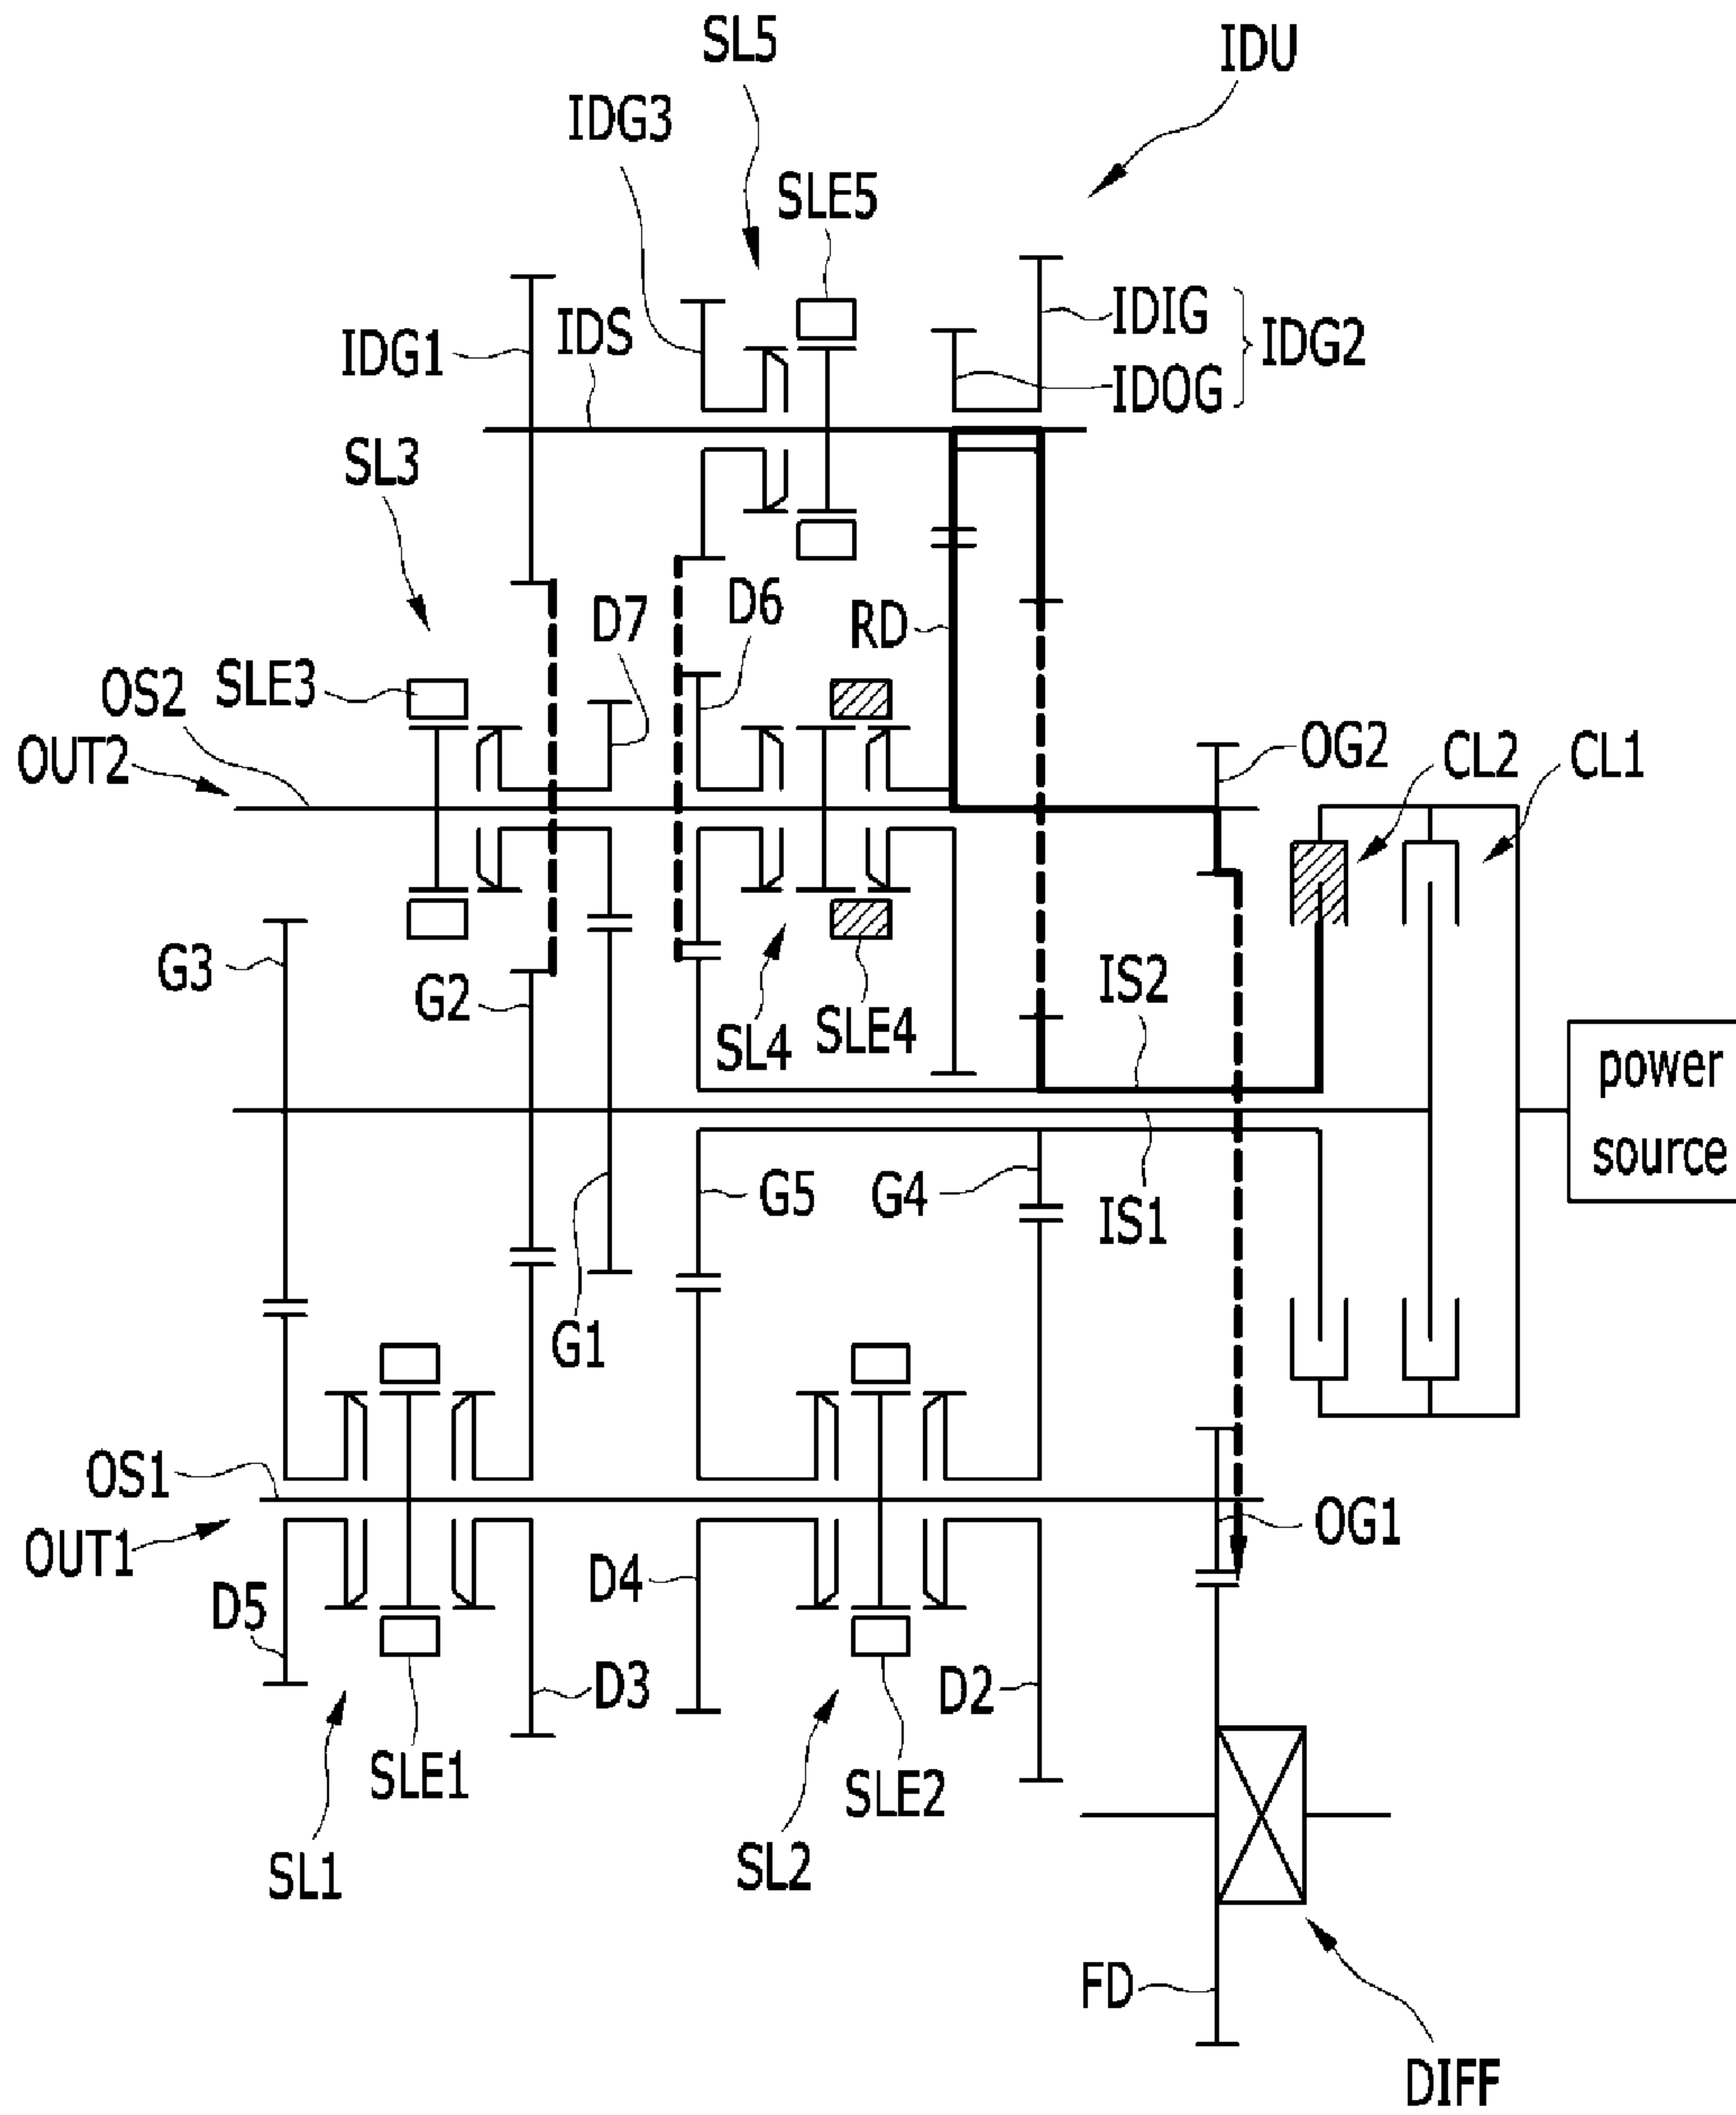 SL5
IDU
IDG3
SLE5
IDG1
IDS
IDIG
IDOG
IDG2
SL3
D7
D6
RD
SLE3
OS2
OUT2
OG2
CL2
CL1
G3
G2
SL4
SLE4
IS2
power
source
G5
G4
IS1
G1
OS1
OUT1
OG1
D5
D4
D3
D2
SLE1
SLE2
SL1
SL2
FD
DIFF